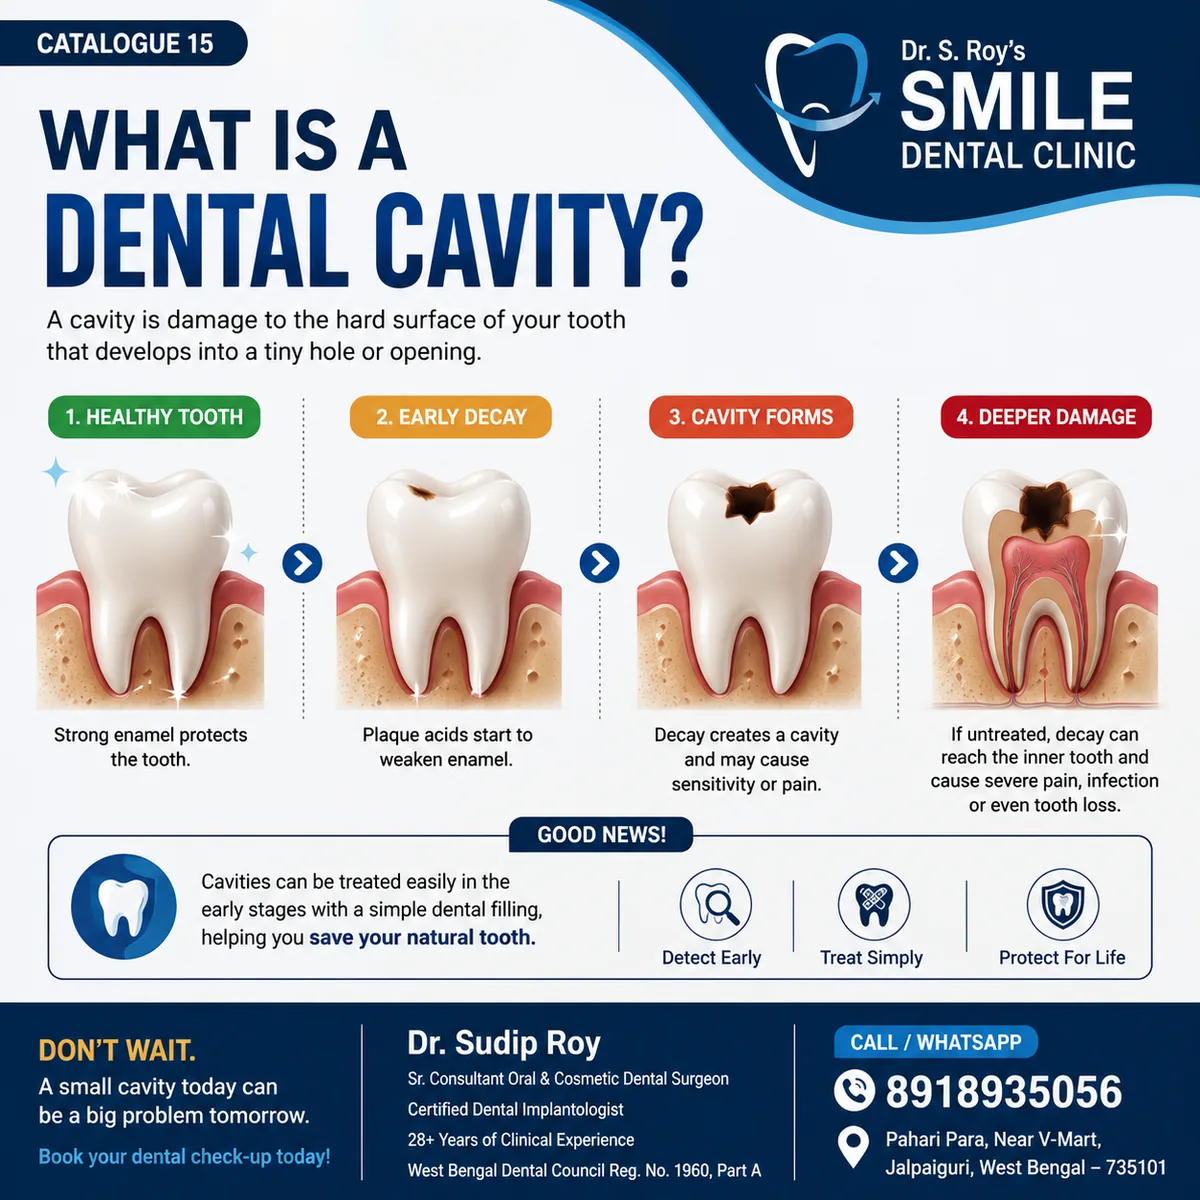 CATALOGUE 15
Dr. S. Roy's
SMILE
DENTAL CLINIC
WHAT IS A
DENTAL CAVITY?
A cavity is damage to the hard surface of your tooth
that develops into a tiny hole or opening.
1. HEALTHY TOOTH
Strong enamel protects
the tooth.
2. EARLY DECAY
Plaque acids start to
weaken enamel.
3. CAVITY FORMS
Decay creates a cavity
and may cause
sensitivity or pain.
4. DEEPER DAMAGE
If untreated, decay can
reach the inner tooth and
cause severe pain, infection
or even tooth loss.
GOOD NEWS!
Cavities can be treated easily in the
early stages with a simple dental filling,
helping you save your natural tooth.
Detect Early
Treat Simply
Protect For Life
DON'T WAIT.
A small cavity today can
be a big problem tomorrow.
Book your dental check-up today!
Dr. Sudip Roy
Sr. Consultant Oral & Cosmetic Dental Surgeon
Certified Dental Implantologist
28+ Years of Clinical Experience
West Bengal Dental Council Reg. No. 1960, Part A
CALL / WHATSAPP
8918935056
Pahari Para, Near V-Mart,
Jalpaiguri, West Bengal – 735101